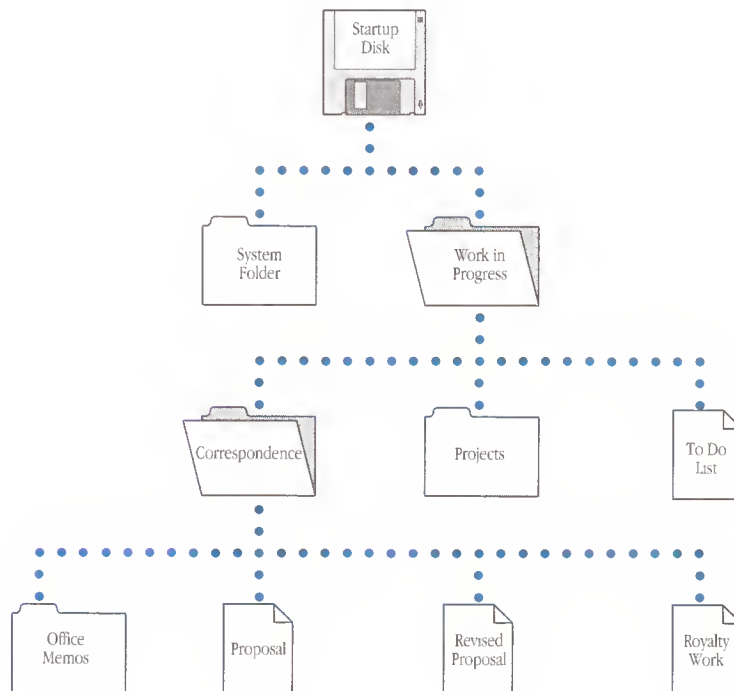 Startup
Disk
System
Folder
Work in
Progress
Correspondence
Projects
To Do
List
Office
Memos
Proposal
Revised
Proposal
Royalty
Work